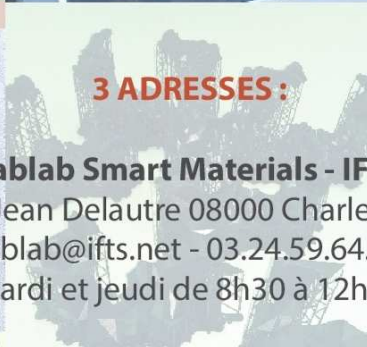 3 ADRESSES :
ablab Smart Materials - IF
ean Delautre 08000 Charle
blab@ifts.net - 03.24.59.64.
ardi et jeudi de 8h30 à 12h